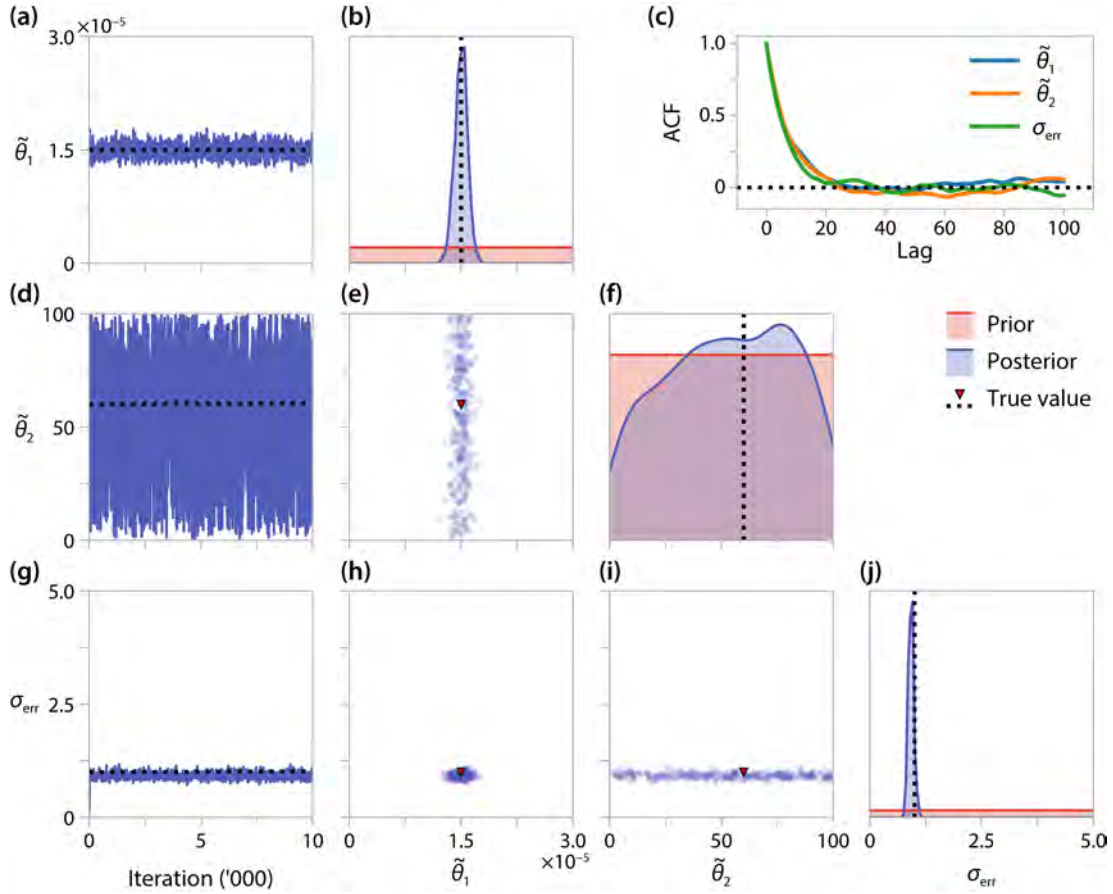 (a)
×10⁻⁵
3.0
θ̃₁
1.5
0
(b)
(c)
1.0
ACF
0.5
0
0 20 40 60 80 100
Lag
θ̃₁
θ̃₂
σerr
(d)
100
θ̃₂
50
0
(e)
(f)
Prior
Posterior
True value
(g)
5.0
σerr
2.5
0
0 5 10
Iteration ('000)
(h)
1.5 3.0
×10⁻⁵
θ̃₁
(i)
0 50 100
θ̃₂
(j)
0 2.5 5.0
σerr